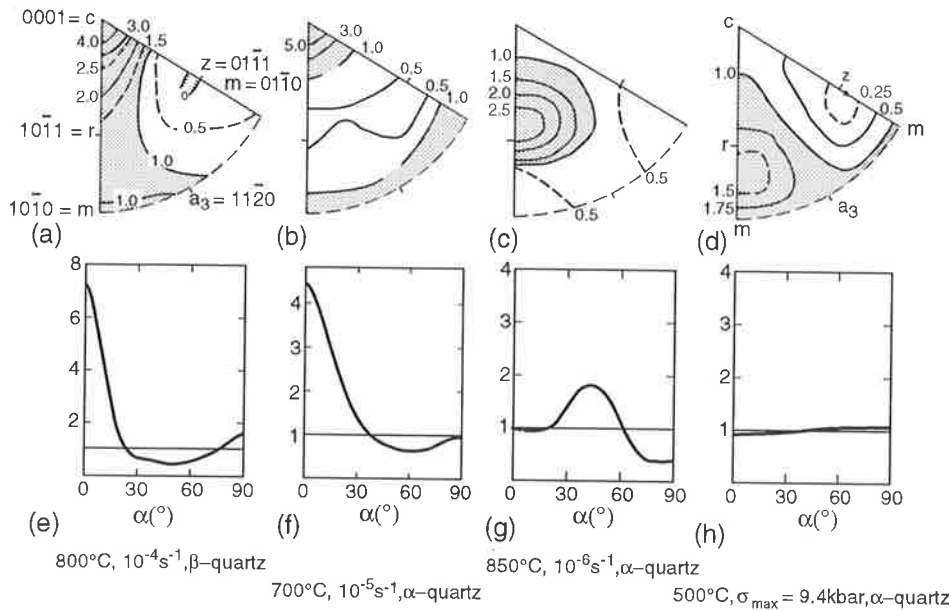 0001 = c
4.0
2.5
2.0
3.0
1.5
z = 011̄1
m = 011̄0
0
0.5
101̄1 = r
1.0
1.0
101̄0 = m
a₃ = 112̄0
(a)
5.0
3.0
1.0
0.5
0.5
1.0
(b)
1.0
1.5
2.0
2.5
0.5
0.5
(c)
c
1.0
z
0.25
0.5
m
r
1.5
1.75
m
a₃
(d)
8
6
4
2
0 30 60 90
α(°)
(e)
4
3
2
1
0 30 60 90
α(°)
(f)
4
3
2
1
0 30 60 90
α(°)
(g)
4
3
2
1
0 30 60 90
α(°)
(h)
800°C, 10⁻⁴s⁻¹,β–quartz
700°C, 10⁻⁵s⁻¹,α–quartz
850°C, 10⁻⁶s⁻¹,α–quartz
500°C, σmax = 9.4kbar,α–quartz